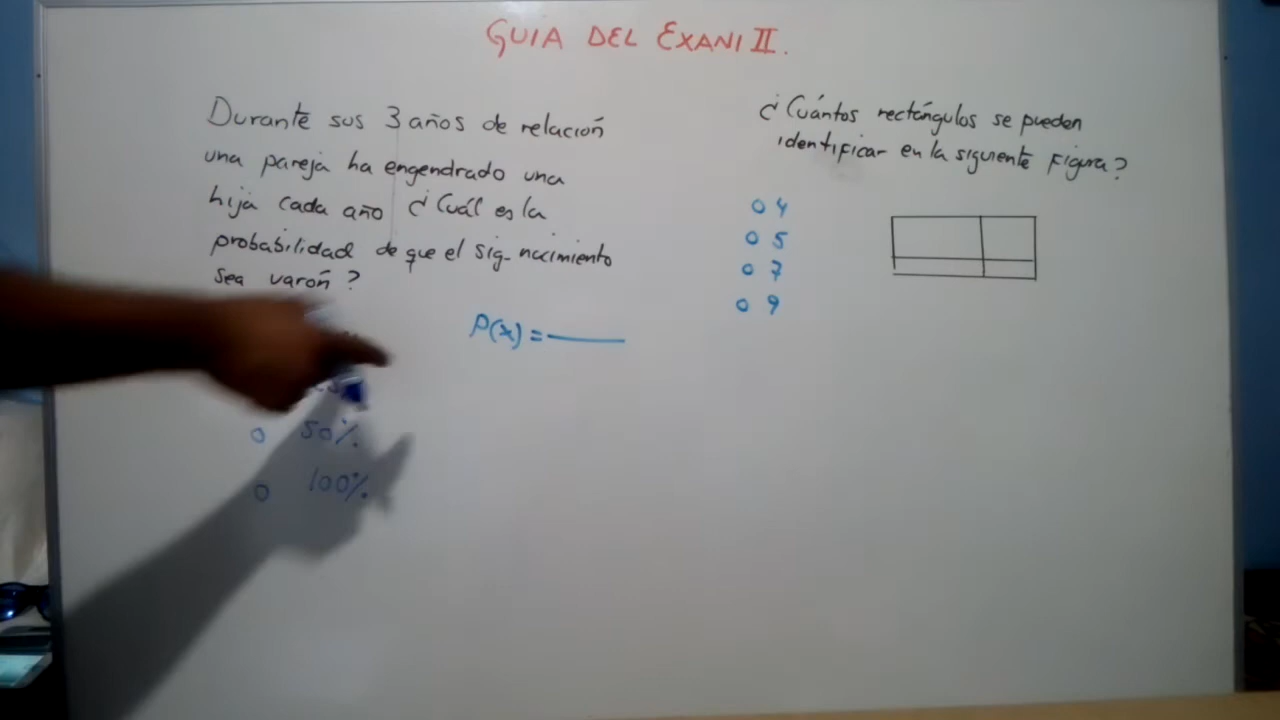 GUIA DEL EXANI II.
Durante sus 3 años de relación
una pareja ha engendrado una
hija cada año ¿Cuál es la
probabilidad de que el sig. nacimiento
sea varón?
P(x) =
O 50%
O 100%
¿Cuántos rectángulos se pueden
identificar en la siguiente figura?
O 4
O 5
O 7
O 9